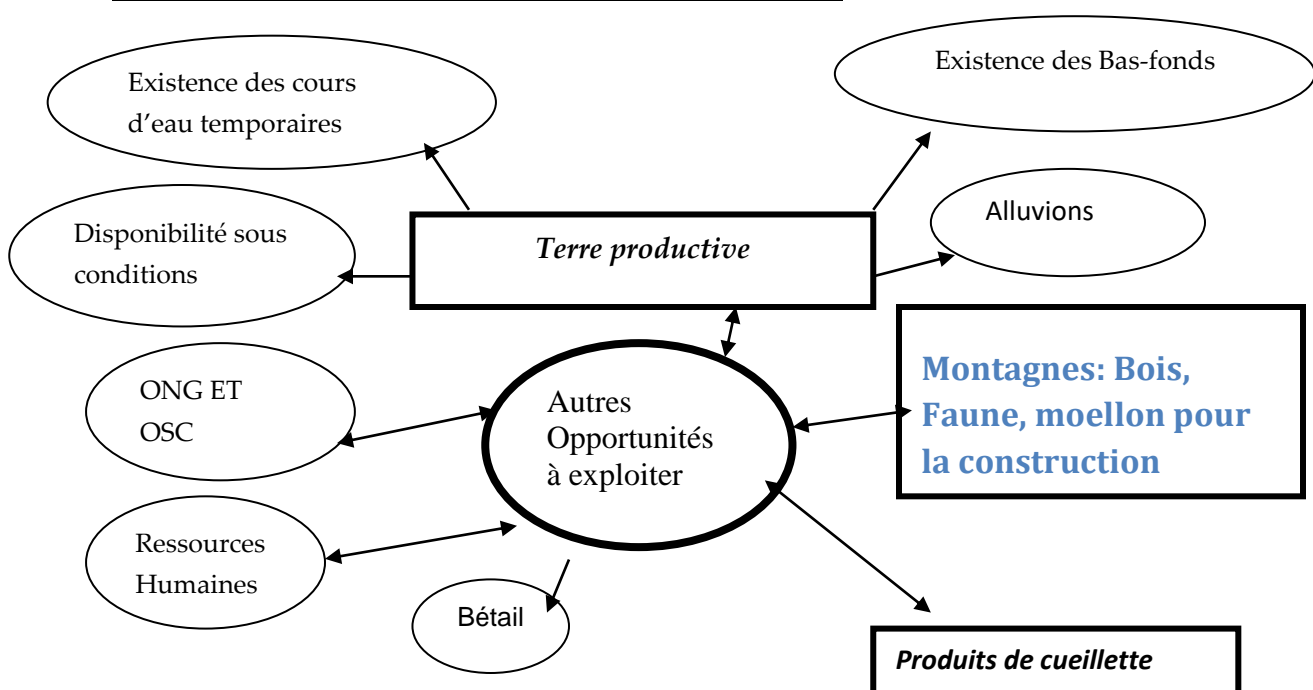 Existence des cours
d’eau temporaires
Existence des Bas-fonds
Disponibilité sous
conditions
Terre productive
Alluvions
ONG ET
OSC
Autres
Opportunités
à exploiter
Montagnes: Bois,
Faune, moellon pour
la construction
Ressources
Humaines
Bétail
Produits de cueillette